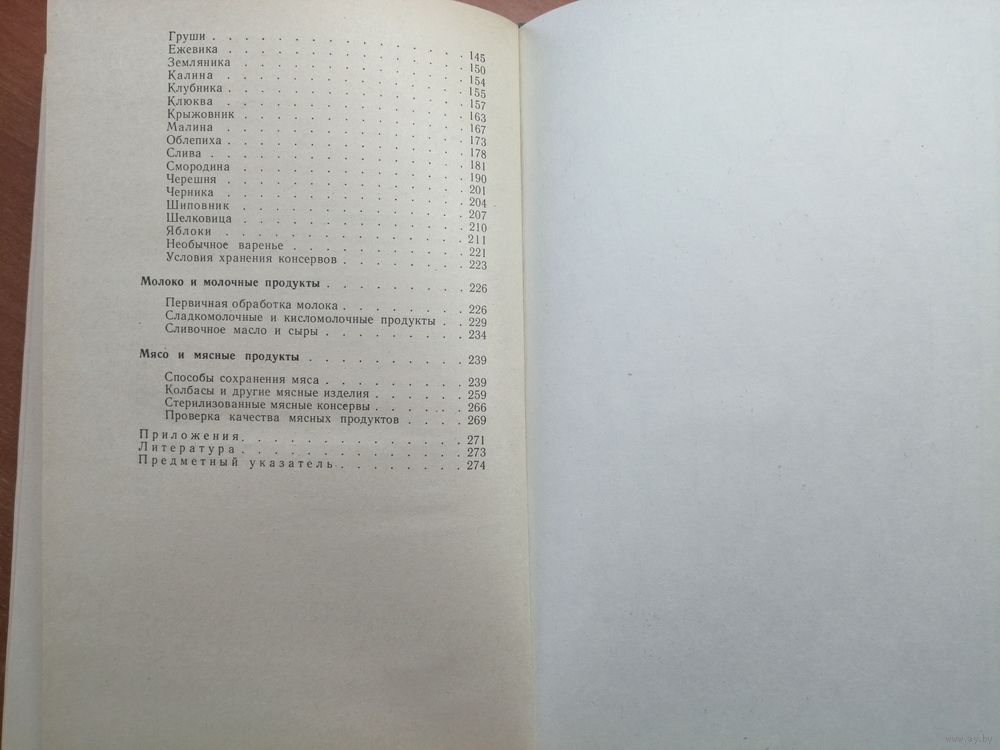 Груши . . . . . . . . . . . . . . 145
Ежевика . . . . . . . . . . . . . 150
Земляника . . . . . . . . . . . . 154
Калина . . . . . . . . . . . . . 155
Клубника . . . . . . . . . . . . . 157
Клюква . . . . . . . . . . . . . 163
Крыжовник . . . . . . . . . . . . 167
Малина . . . . . . . . . . . . . 173
Облепиха . . . . . . . . . . . . . 178
Слива . . . . . . . . . . . . . . 181
Смородина . . . . . . . . . . . . 190
Черешня . . . . . . . . . . . . . 201
Черника . . . . . . . . . . . . . 204
Шиповник . . . . . . . . . . . . 207
Шелковица . . . . . . . . . . . . 210
Яблоки . . . . . . . . . . . . . 211
Необычное варенье . . . . . . . . . 221
Условия хранения консервов . . . . . . 223
Молоко и молочные продукты . . . . . . . . 226
Первичная обработка молока . . . . . . 226
Сладкомолочные и кисломолочные продукты . . 229
Сливочное масло и сыры . . . . . . . 234
Мясо и мясные продукты . . . . . . . . . 239
Способы сохранения мяса . . . . . . . 239
Колбасы и другие мясные изделия . . . . . 259
Стерилизованные мясные консервы . . . . . 266
Проверка качества мясных продуктов . . . . 269
Приложения . . . . . . . . . . . . 271
Литература . . . . . . . . . . . . 273
Предметный указатель . . . . . . . . 274
www.ay.by